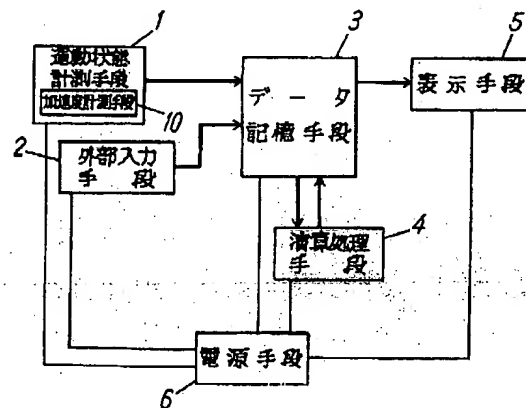 1
運動状態
計測手段
加速度計測手段
10
2
外部入力
手段
3
データ
記憶手段
5
表示手段
演算処理
手段
4
電源手段
6